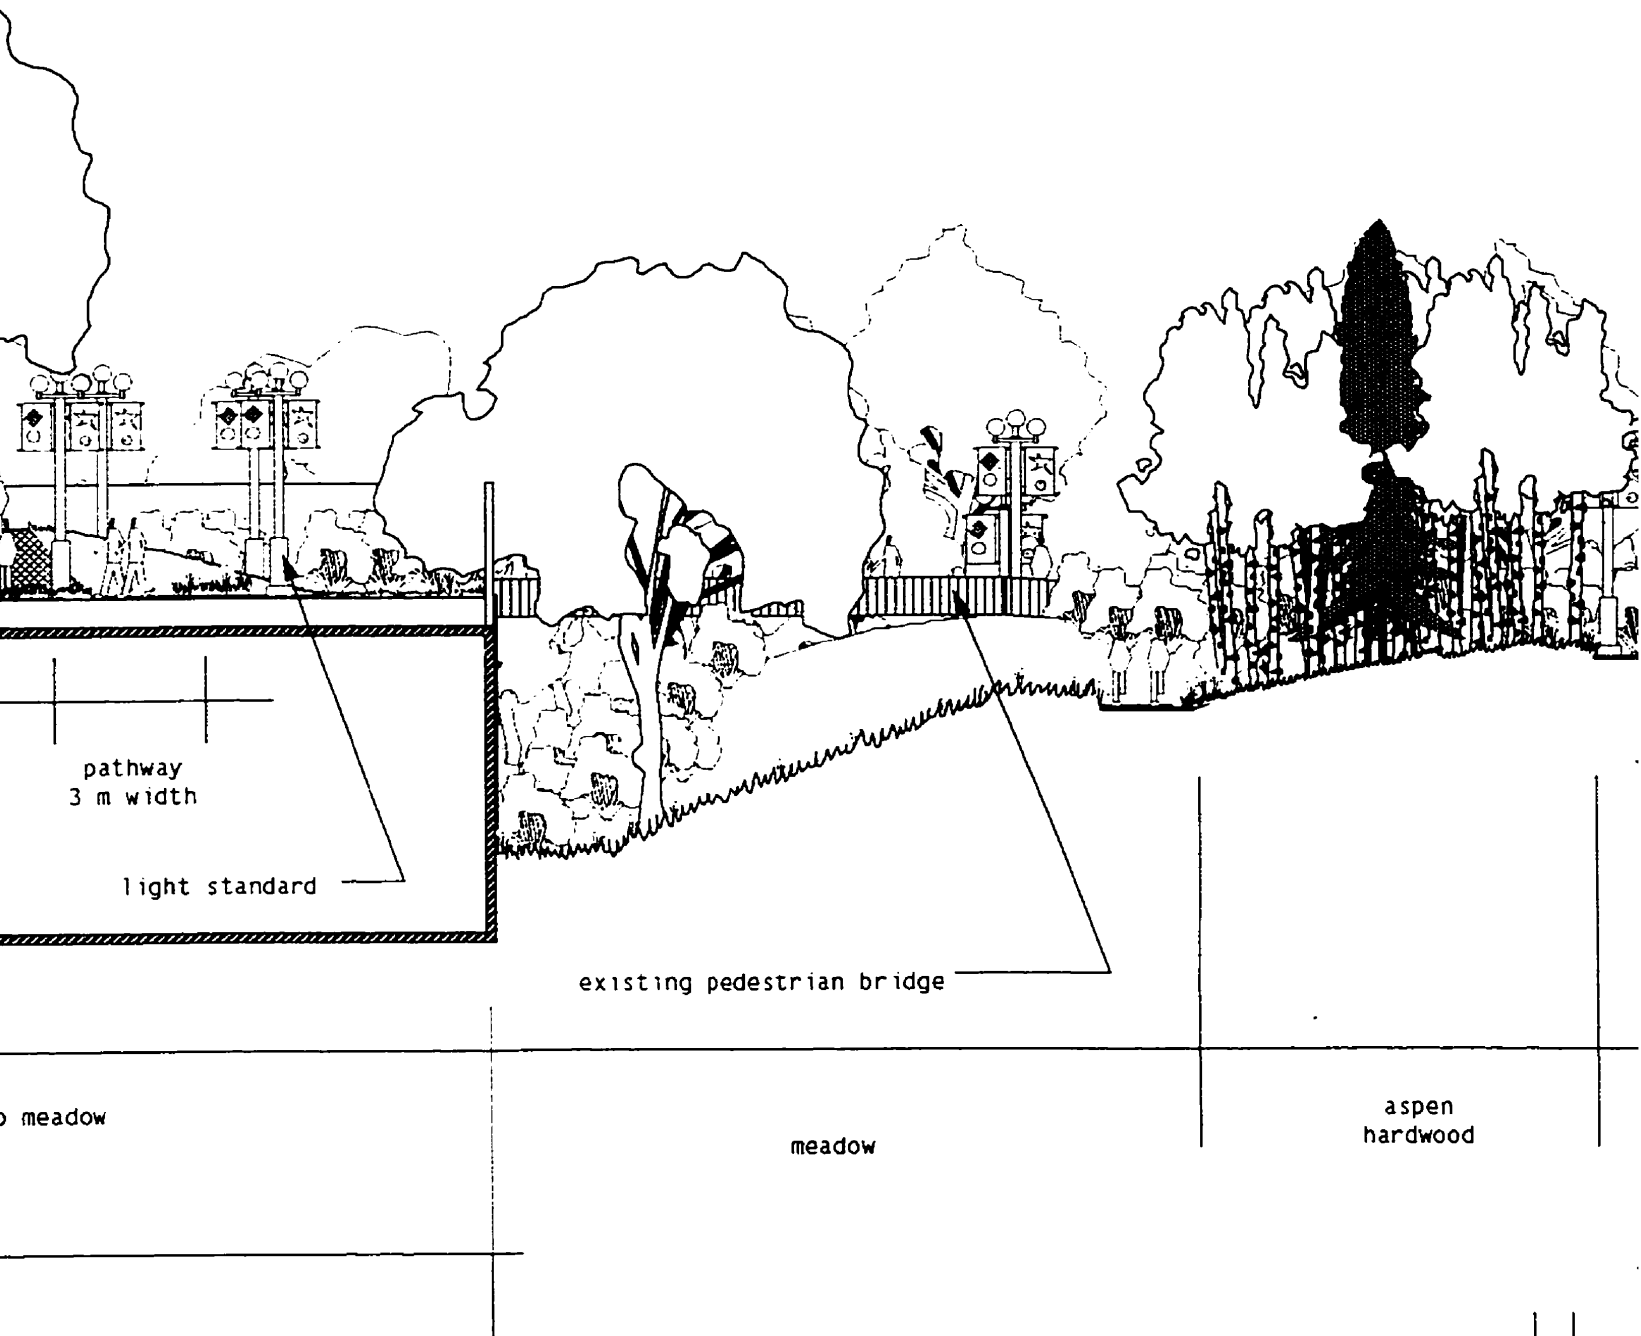 pathway
3 m width
light standard
existing pedestrian bridge
meadow
meadow
aspen
hardwood